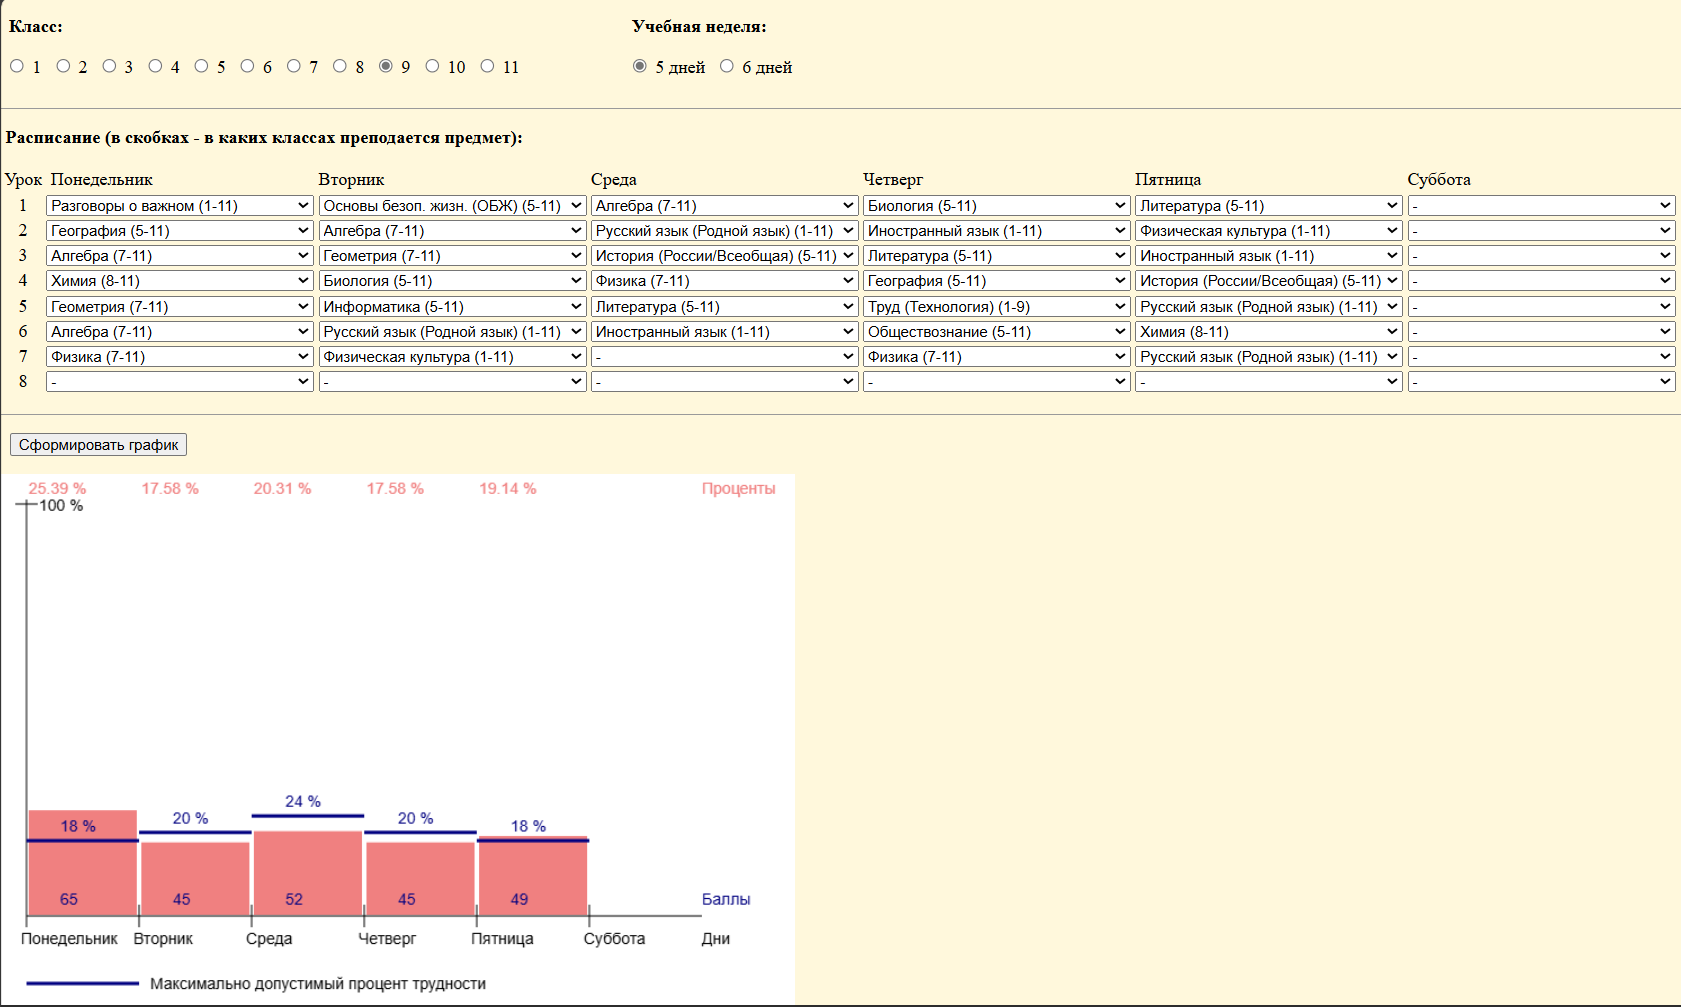 Класс: Учебная неделя:
1 2 3 4 5 6 7 8 9 10 11 5 дней 6 дней
Расписание (в скобках - в каких классах преподается предмет):
Урок Понедельник Вторник Среда Четверг Пятница Суббота
1 Разговоры о важном (1-11) Основы безоп. жизн. (ОБЖ) (5-11) Алгебра (7-11) Биология (5-11) Литература (5-11) -
2 География (5-11) Алгебра (7-11) Русский язык (Родной язык) (1-11) Иностранный язык (1-11) Физическая культура (1-11) -
3 Алгебра (7-11) Геометрия (7-11) История (России/Всеобщая) (5-11) Литература (5-11) Иностранный язык (1-11) -
4 Химия (8-11) Биология (5-11) Физика (7-11) География (5-11) История (России/Всеобщая) (5-11) -
5 Геометрия (7-11) Информатика (5-11) Литература (5-11) Труд (Технология) (1-9) Русский язык (Родной язык) (1-11) -
6 Алгебра (7-11) Русский язык (Родной язык) (1-11) Иностранный язык (1-11) Обществознание (5-11) Химия (8-11) -
7 Физика (7-11) Физическая культура (1-11) - Физика (7-11) Русский язык (Родной язык) (1-11) -
8 - - - - - -
Сформировать график
25.39 % 17.58 % 20.31 % 17.58 % 19.14 % Проценты
100 %
24 %
20 % 20 %
18 % 18 %
65 45 52 45 49 Баллы
Понедельник Вторник Среда Четверг Пятница Суббота Дни
Максимально допустимый процент трудности